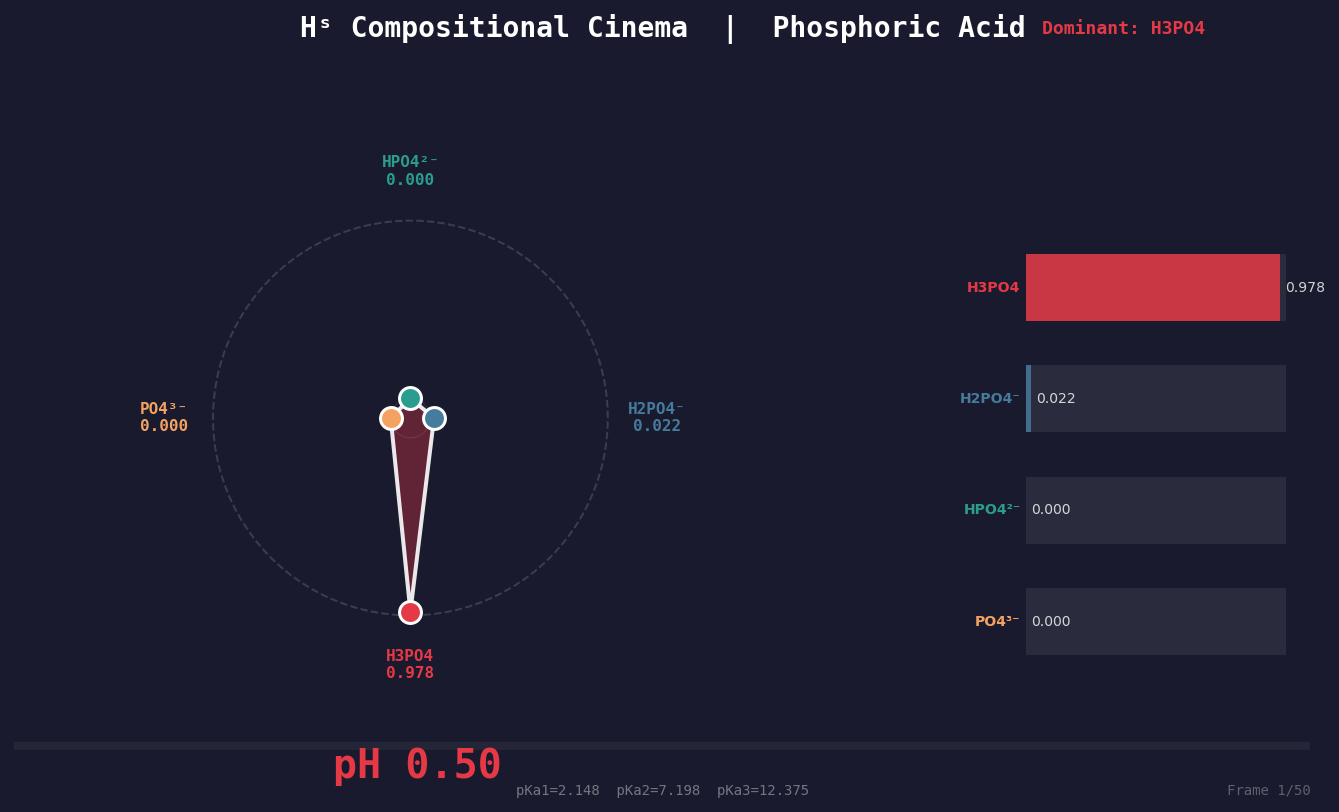 Hˢ Compositional Cinema | Phosphoric Acid
Dominant: H3PO4
HPO4²⁻
0.000
PO4³⁻
0.000
H2PO4⁻
0.022
H3PO4
0.978
H3PO4 0.978
H2PO4⁻ 0.022
HPO4²⁻ 0.000
PO4³⁻ 0.000
pH 0.50
pKa1=2.148 pKa2=7.198 pKa3=12.375
Frame 1/50